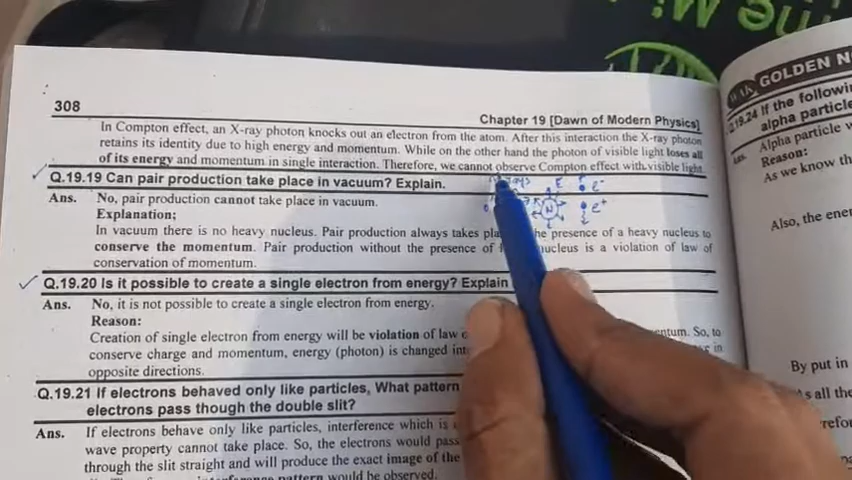 308
Chapter 19 [Dawn of Modern Physics]
In Compton effect, an X-ray photon knocks out an electron from the atom. After this interaction the X-ray photon
retains its identity due to high energy and momentum. While on the other hand the photon of visible light loses all
of its energy and momentum in single interaction. Therefore, we cannot observe Compton effect with visible light.
Q.19.19 Can pair production take place in vacuum? Explain.
Ans. No, pair production cannot take place in vacuum.
Explanation:
In vacuum there is no heavy nucleus. Pair production always takes the presence of a heavy nucleus to
conserve the momentum. Pair production without the presence of nucleus is a violation of law of
conservation of momentum.
E
e⁻
N
e⁺
Q.19.20 Is it possible to create a single electron from energy? Explain
Ans. No, it is not possible to create a single electron from energy.
Reason:
Creation of single electron from energy will be violation of law So, to
conserve charge and momentum, energy (photon) is changed
opposite directions.
Q.19.21 If electrons behaved only like particles, What pattern
electrons pass though the double slit?
Ans. If electrons behave only like particles, interference which is
wave property cannot take place. So, the electrons would pass
through the slit straight and will produce the exact image of the
pattern would be observed.
WAK GOLDEN
Q.19.24 If the
alpha
Alpha particle
Reason:
As we know
Also, the
By put in